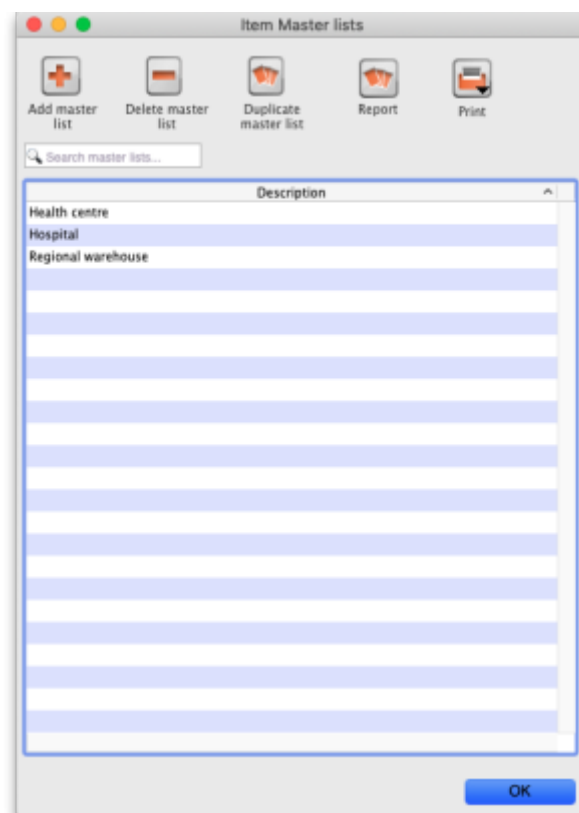 Item Master lists
Add master list
Delete master list
Duplicate master list
Report
Print
Search master lists...
Description
Health centre
Hospital
Regional warehouse
OK